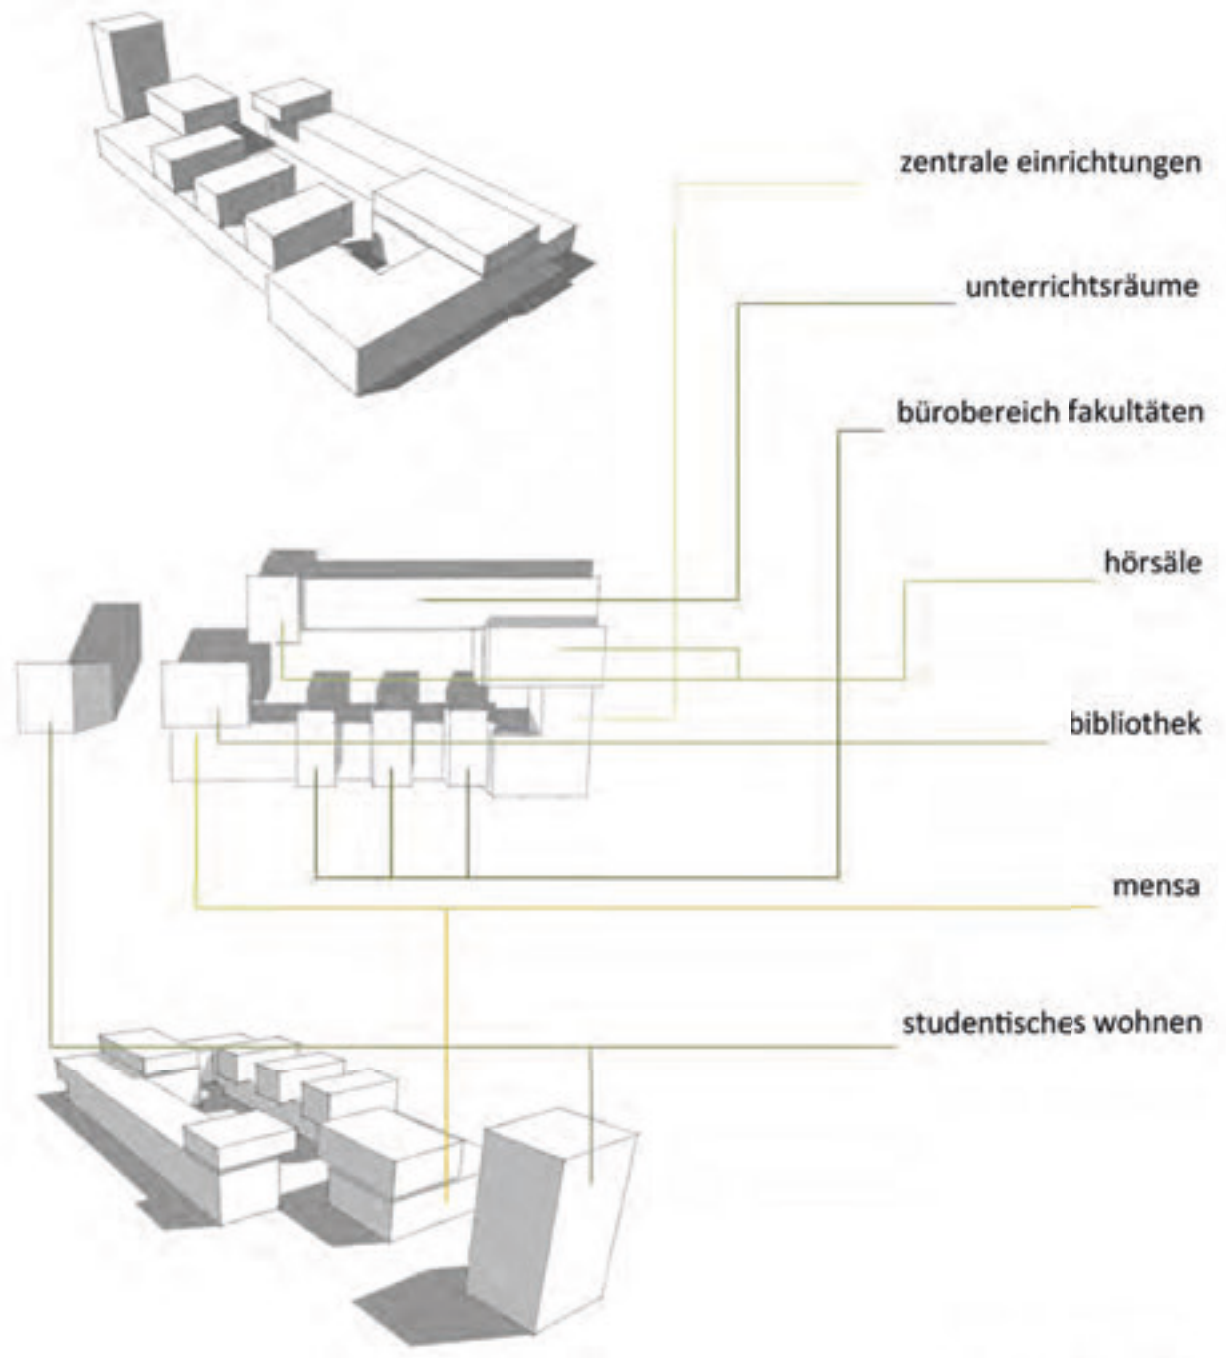 zentrale einrichtungen
unterrichtsräume
bürobereich fakultäten
hörsäle
bibliothek
mensa
studentisches wohnen